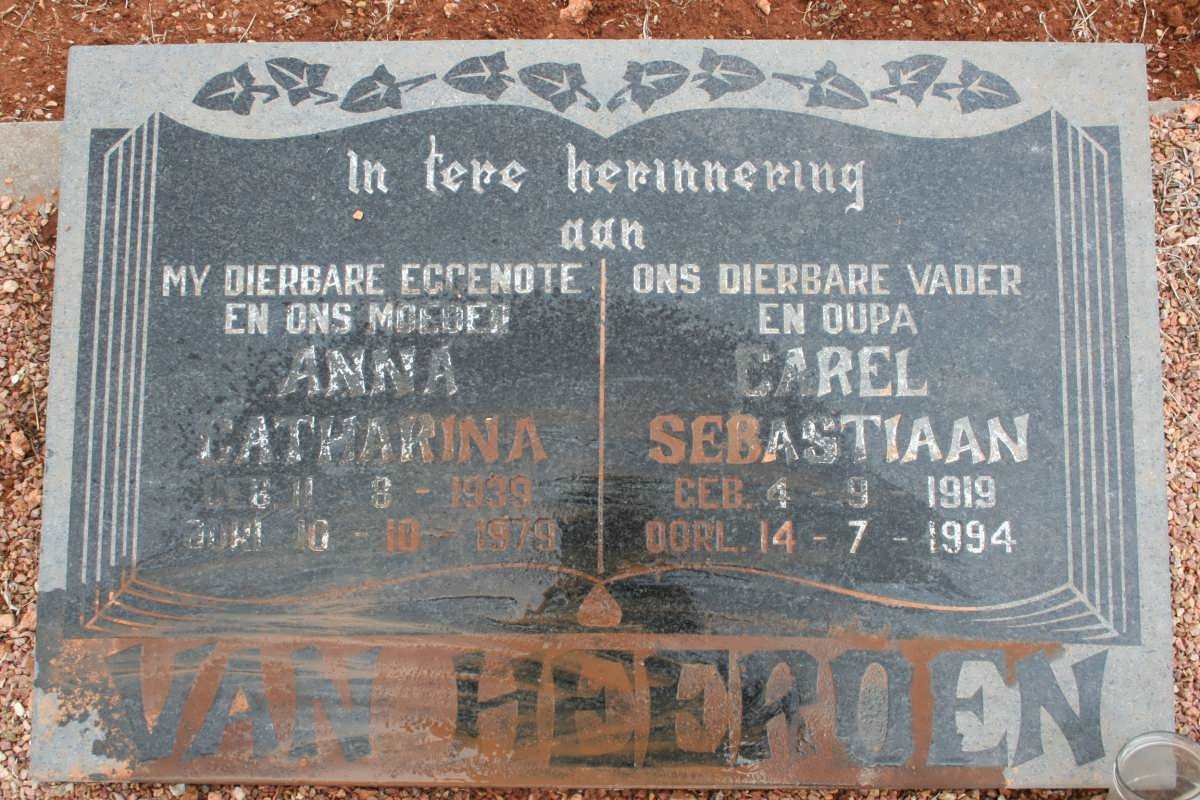 In tere herinnering
aan
MY DIERBARE EGGENOTE
EN ONS MOEDER
ANNA
CATHARINA
GEB. 11 - 8 - 1939
OORL. 10 - 10 - 1979
ONS DIERBARE VADER
EN OUPA
CAREL
SEBASTIAAN
GEB. 4 - 9 1919
OORL. 14 - 7 - 1994
VAN HEERDEN